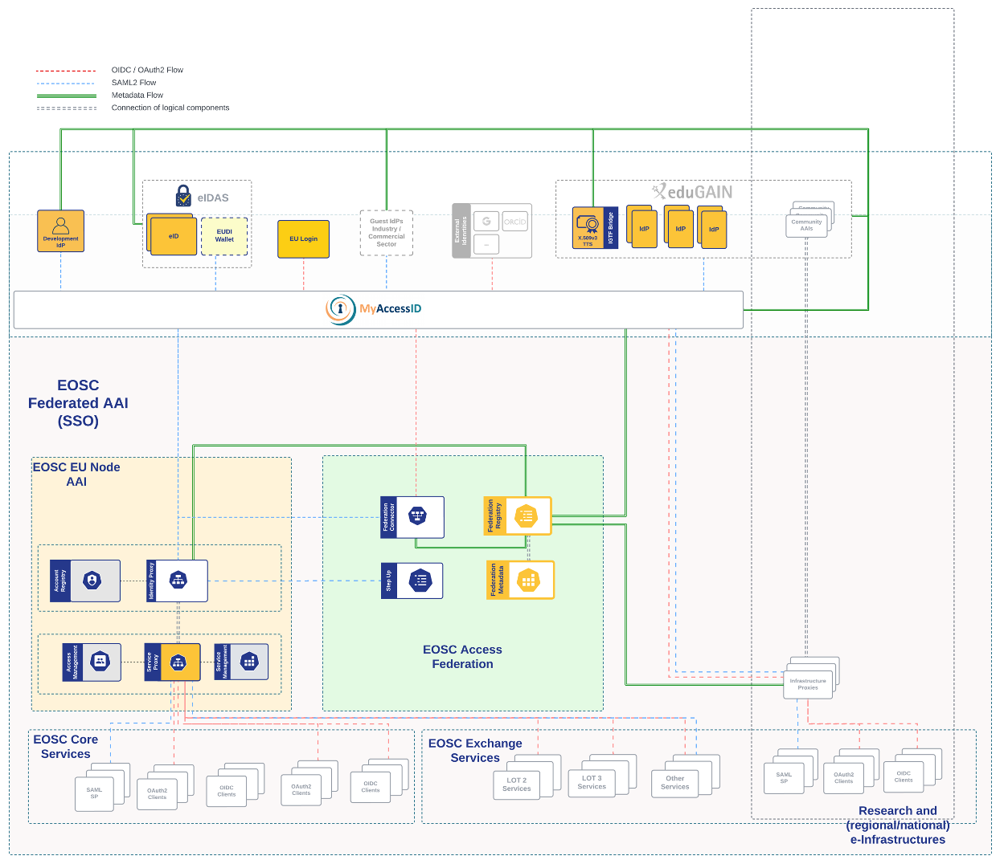 OIDC / OAuth2 Flow
SAML2 Flow
Metadata Flow
Connection of logical components
eIDAS
eduGAIN
Development
IdP
eID
EUDI
Wallet
EU Login
Guest IdPs
Industry /
Commercial
Sector
External
Identities
G
ORCID
...
X.509v3
TTS
IGTF Bridge
IdP
IdP
IdP
Community
Community
AAIs
MyAccessID
EOSC
Federated AAI
(SSO)
EOSC EU Node
AAI
Account
Registry
Identity Proxy
Access
Management
Service
Proxy
Service
Management
Federation
Connector
Federation
Registry
Step Up
Federation
Metadata
EOSC Access
Federation
Infrastructure
Proxies
EOSC Core
Services
SAML
SP
OAuth2
Clients
OIDC
Clients
OAuth2
Clients
OIDC
Clients
EOSC Exchange
Services
LOT 2
Services
LOT 3
Services
Other
Services
SAML
SP
OAuth2
Clients
OIDC
Clients
Research and
(regional/national)
e-Infrastructures